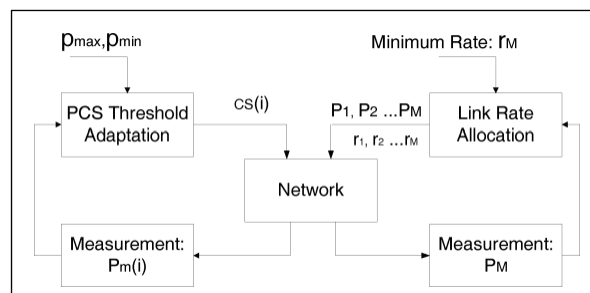 pmax,pmin
Minimum Rate: rM
PCS Threshold
Adaptation
CS(i)
P1, P2 ...PM
r1, r2 ...rM
Link Rate
Allocation
Network
Measurement:
Pm(i)
Measurement:
PM